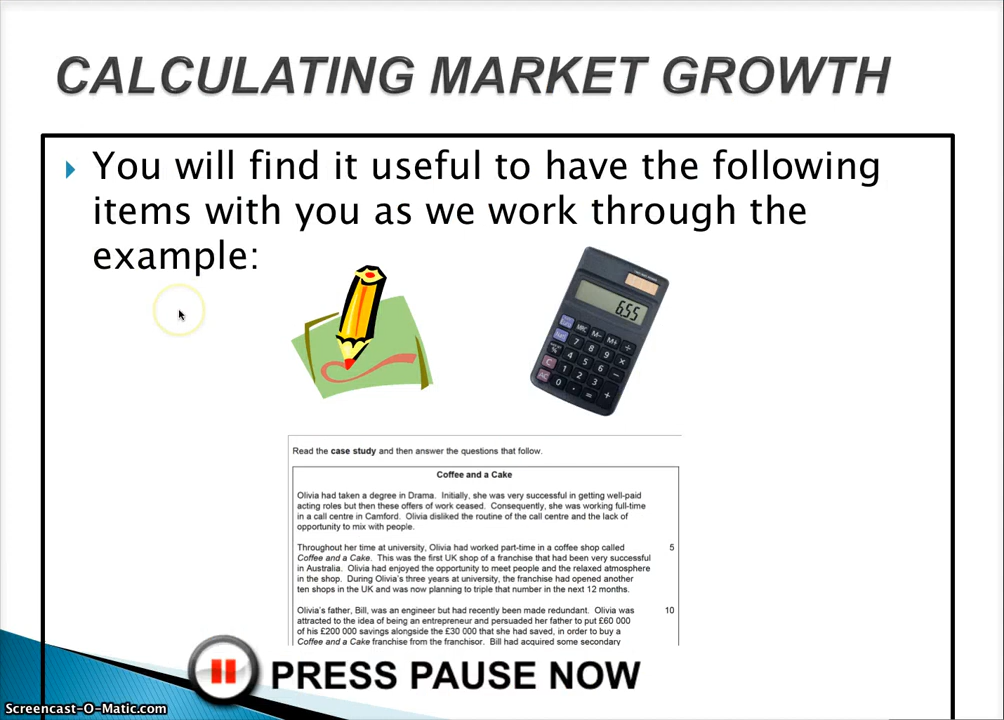 CALCULATING MARKET GROWTH
You will find it useful to have the following
items with you as we work through the
example:
6.55
Read the case study and then answer the questions that follow.
Coffee and a Cake
Olivia had taken a degree in Drama. Initially, she was very successful in getting well-paid
acting roles but then these offers of work ceased. Consequently, she was working full-time
in a call centre in Camford. Olivia disliked the routine of the call centre and the lack of
opportunity to mix with people.
Throughout her time at university, Olivia had worked part-time in a coffee shop called 5
Coffee and a Cake. This was the first UK shop of a franchise that had been very successful
in Australia. Olivia had enjoyed the opportunity to meet people and the relaxed atmosphere
in the shop. During Olivia's three years at university, the franchise had opened another
ten shops in the UK and was now planning to triple that number in the next 12 months.
Olivia's father, Bill, was an engineer but had recently been made redundant. Olivia was 10
attracted to the idea of being an entrepreneur and persuaded her father to put £60 000
of his £200 000 savings alongside the £30 000 that she had saved, in order to buy a
Coffee and a Cake franchise from the franchisor. Bill had acquired some secondary
PRESS PAUSE NOW
Screencast-O-Matic.com